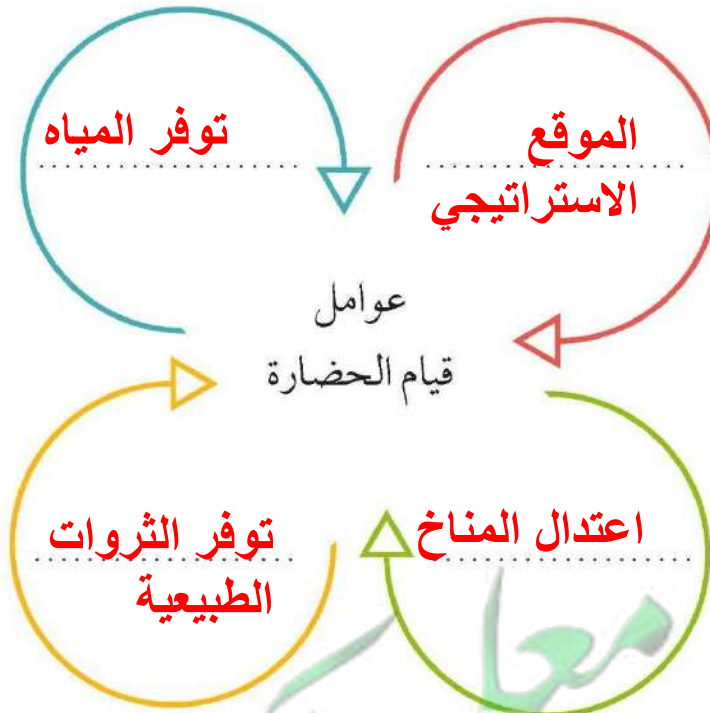 الموقع
الاستراتيجي
توفر المياه
عوامل
قيام الحضارة
اعتدال المناخ
توفر الثروات
الطبيعية